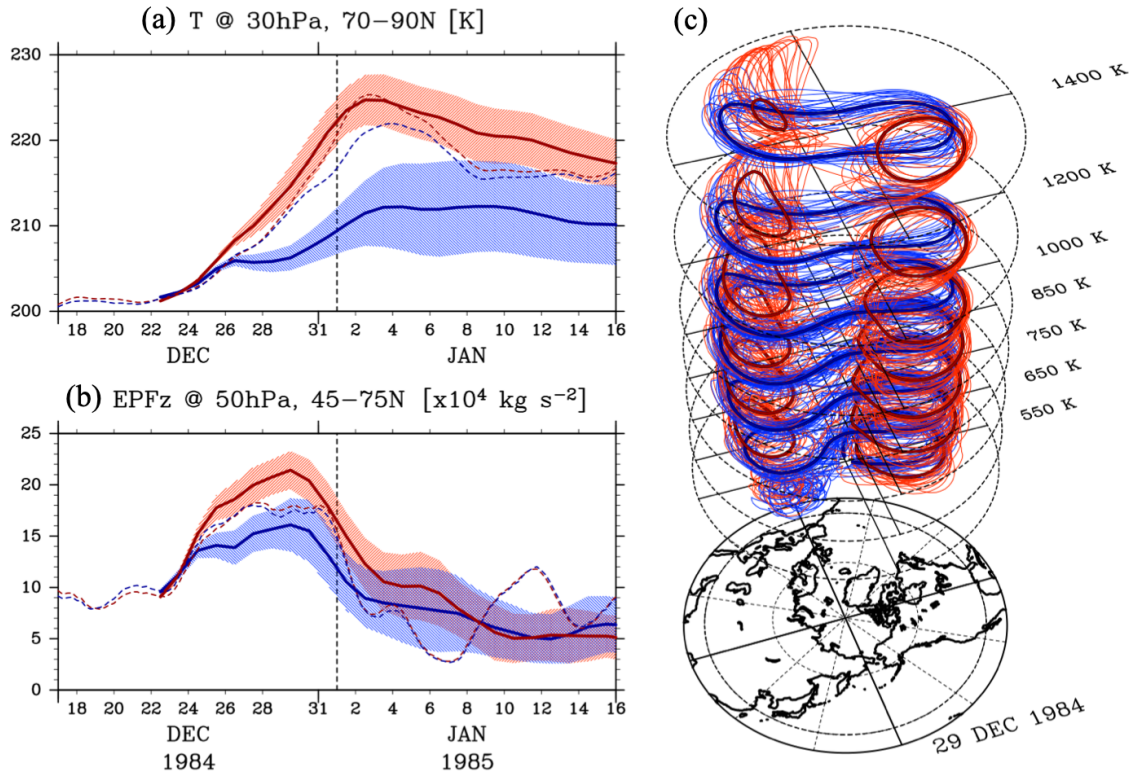 (a) T @ 30hPa, 70−90N [K]
230
220
210
200
18 20 22 24 26 28 31 2 4 6 8 10 12 14 16
DEC JAN
(b) EPFz @ 50hPa, 45−75N [x10⁴ kg s⁻²]
25
20
15
10
5
0
18 20 22 24 26 28 31 2 4 6 8 10 12 14 16
DEC JAN
1984 1985
(c)
1400 K
1200 K
1000 K
850 K
750 K
650 K
550 K
29 DEC 1984